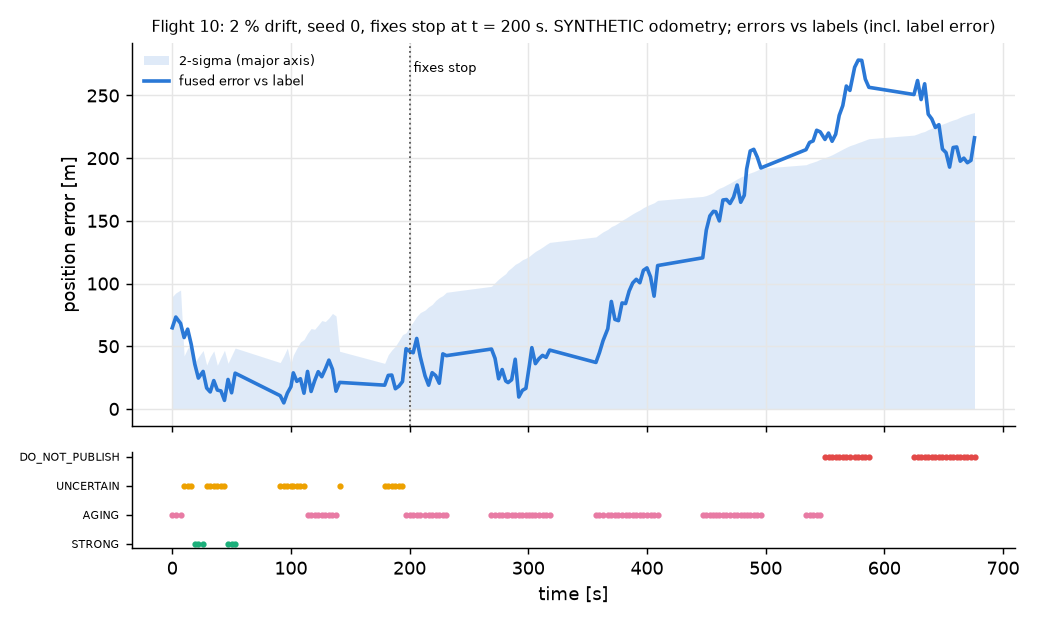 Flight 10: 2 % drift, seed 0, fixes stop at t = 200 s. SYNTHETIC odometry; errors vs labels (incl. label error)
2-sigma (major axis)
fused error vs label
fixes stop
position error [m]
250
200
150
100
50
0
DO_NOT_PUBLISH
UNCERTAIN
AGING
STRONG
0 100 200 300 400 500 600 700
time [s]